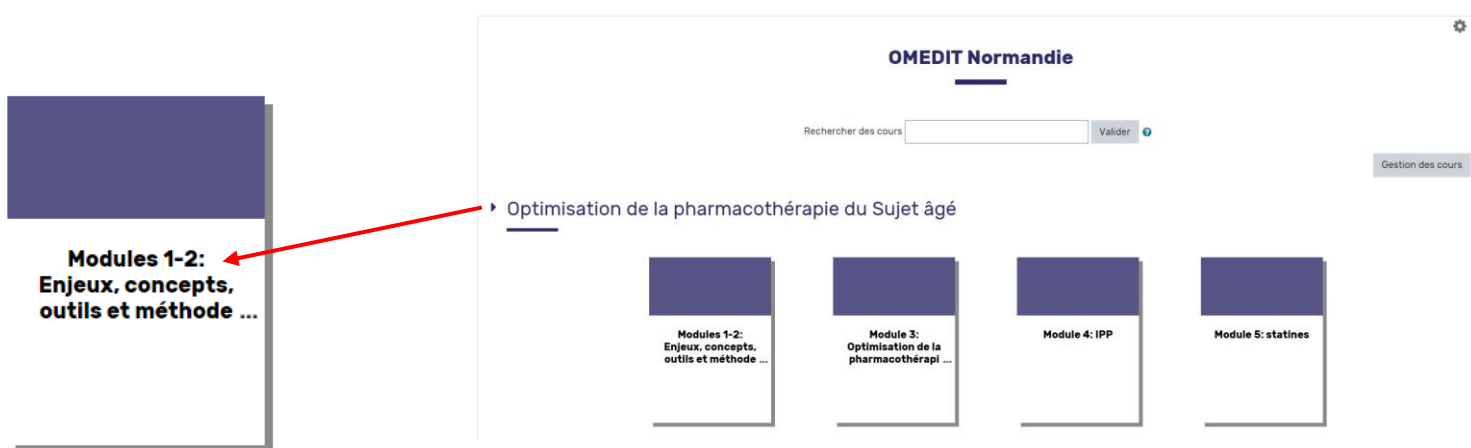 Modules 1-2:
Enjeux, concepts,
outils et méthode ...
OMEDIT Normandie
Rechercher des cours
Valider
?
Gestion des cours
Optimisation de la pharmacothérapie du Sujet âgé
Modules 1-2:
Enjeux, concepts,
outils et méthode ...
Module 3:
Optimisation de la
pharmacothérapi ...
Module 4: IPP
Module 5: statines